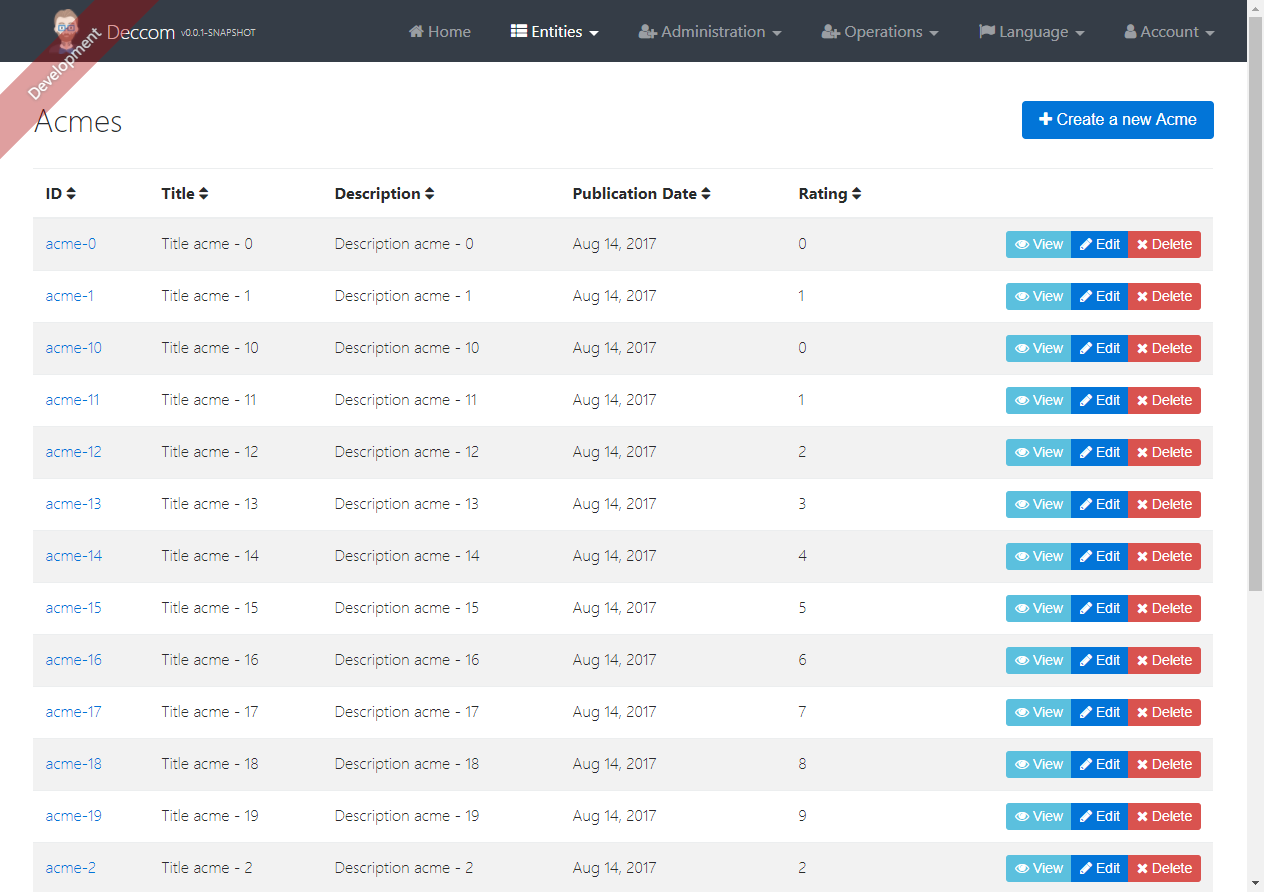 Development
Deccom v0.0.1-SNAPSHOT Home Entities Administration Operations Language Account
Acmes Create a new Acme
ID Title Description Publication Date Rating
acme-0 Title acme - 0 Description acme - 0 Aug 14, 2017 0 View Edit Delete
acme-1 Title acme - 1 Description acme - 1 Aug 14, 2017 1 View Edit Delete
acme-10 Title acme - 10 Description acme - 10 Aug 14, 2017 0 View Edit Delete
acme-11 Title acme - 11 Description acme - 11 Aug 14, 2017 1 View Edit Delete
acme-12 Title acme - 12 Description acme - 12 Aug 14, 2017 2 View Edit Delete
acme-13 Title acme - 13 Description acme - 13 Aug 14, 2017 3 View Edit Delete
acme-14 Title acme - 14 Description acme - 14 Aug 14, 2017 4 View Edit Delete
acme-15 Title acme - 15 Description acme - 15 Aug 14, 2017 5 View Edit Delete
acme-16 Title acme - 16 Description acme - 16 Aug 14, 2017 6 View Edit Delete
acme-17 Title acme - 17 Description acme - 17 Aug 14, 2017 7 View Edit Delete
acme-18 Title acme - 18 Description acme - 18 Aug 14, 2017 8 View Edit Delete
acme-19 Title acme - 19 Description acme - 19 Aug 14, 2017 9 View Edit Delete
acme-2 Title acme - 2 Description acme - 2 Aug 14, 2017 2 View Edit Delete